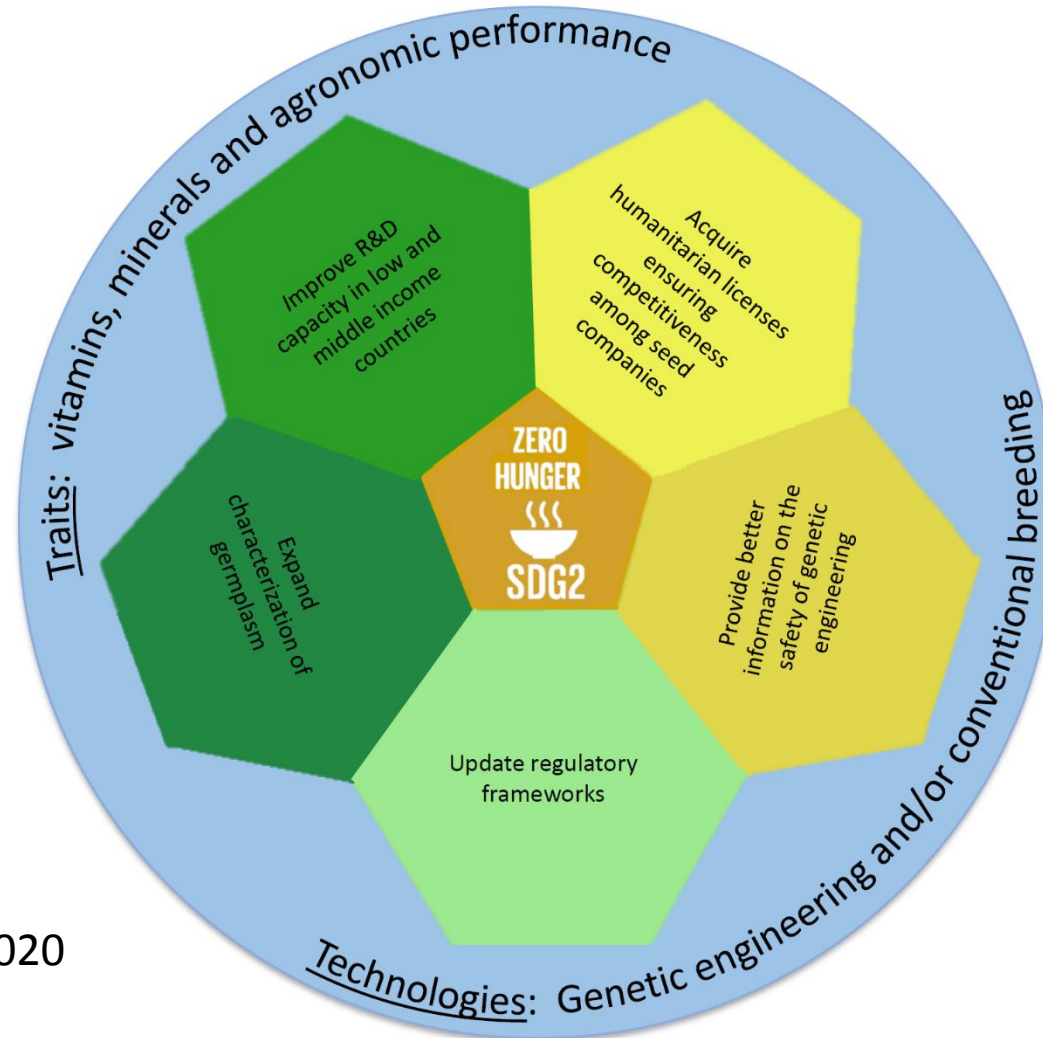 Traits: vitamins, minerals and agronomic performance
Improve R&D
capacity in low and
middle income
countries
Acquire
humanitarian licenses
ensuring
competitiveness
among seed
companies
ZERO
HUNGER
SDG2
Expand
characterization of
germplasm
Provide better
information on the
safety of genetic
engineering
Update regulatory
frameworks
Technologies: Genetic engineering and/or conventional breeding